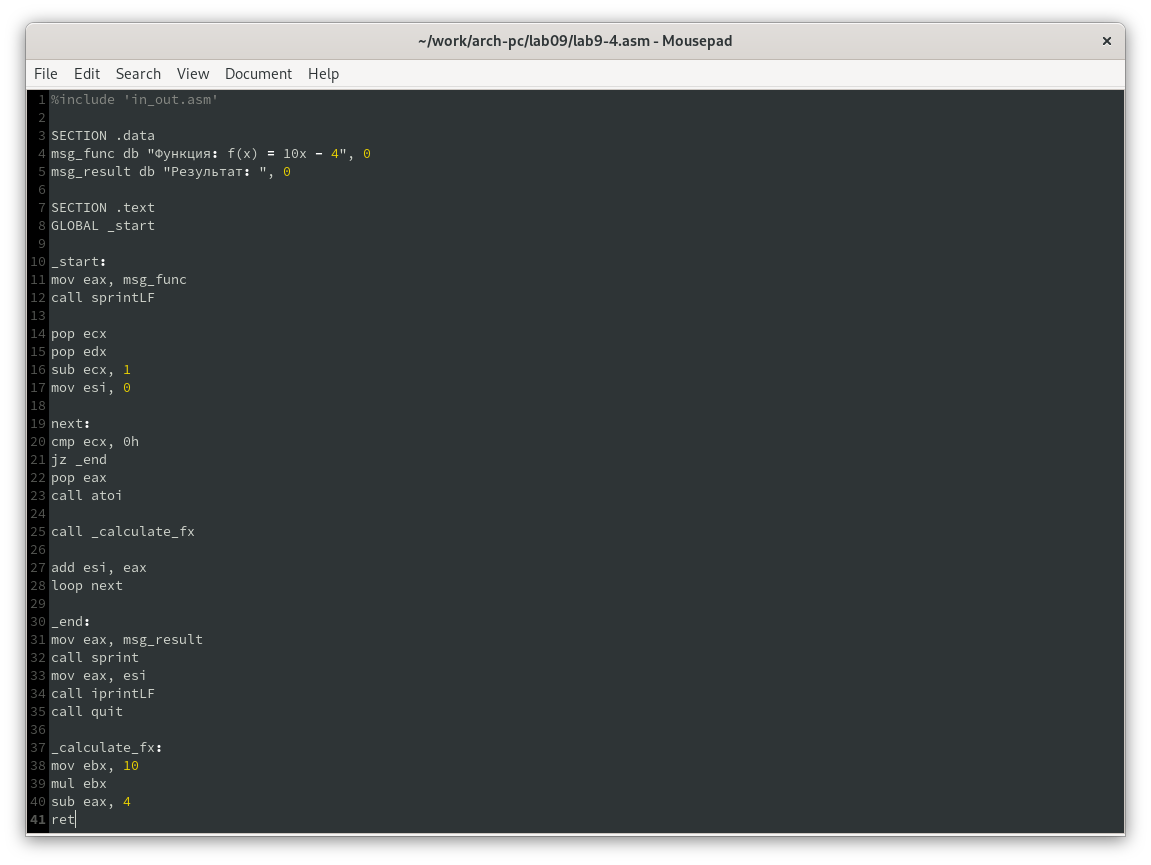 ~/work/arch-pc/lab09/lab9-4.asm - Mousepad
File Edit Search View Document Help
1 %include 'in_out.asm'
2
3 SECTION .data
4 msg_func db "Функция: f(x) = 10x - 4", 0
5 msg_result db "Результат: ", 0
6
7 SECTION .text
8 GLOBAL _start
9
10 _start:
11 mov eax, msg_func
12 call sprintLF
13
14 pop ecx
15 pop edx
16 sub ecx, 1
17 mov esi, 0
18
19 next:
20 cmp ecx, 0h
21 jz _end
22 pop eax
23 call atoi
24
25 call _calculate_fx
26
27 add esi, eax
28 loop next
29
30 _end:
31 mov eax, msg_result
32 call sprint
33 mov eax, esi
34 call iprintLF
35 call quit
36
37 _calculate_fx:
38 mov ebx, 10
39 mul ebx
40 sub eax, 4
41 ret